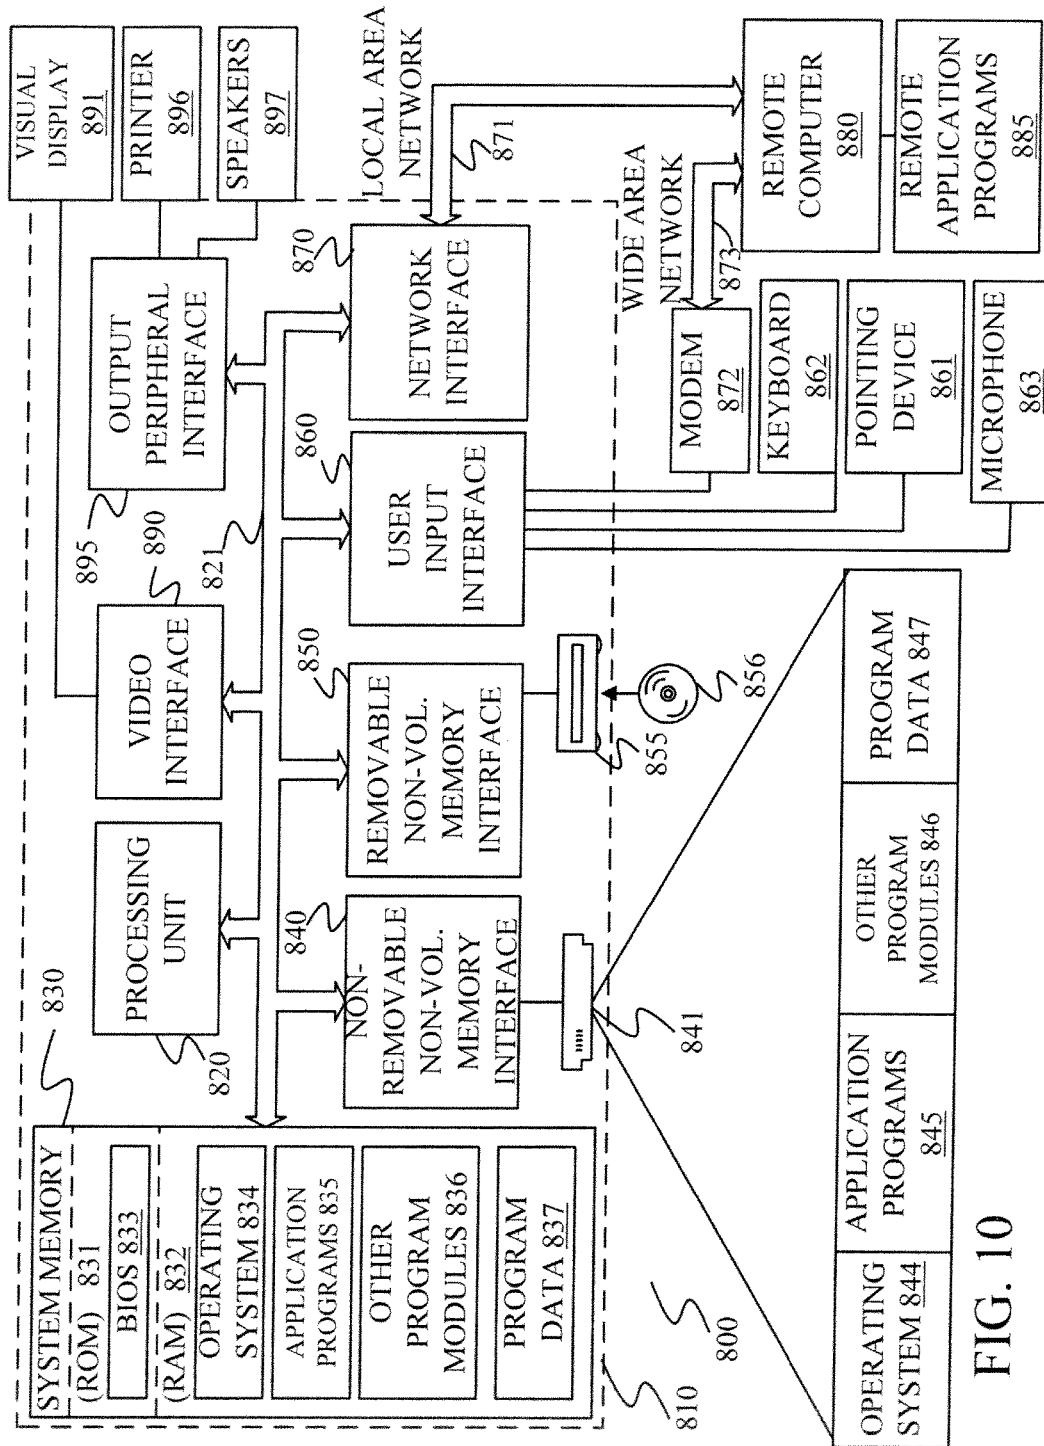 SYSTEM MEMORY
(ROM) 831
BIOS 833
(RAM) 832
OPERATING
SYSTEM 834
APPLICATION
PROGRAMS 835
OTHER
PROGRAM
MODULES 836
PROGRAM
DATA 837
830
PROCESSING
UNIT
820
VIDEO
INTERFACE
890
OUTPUT
PERIPHERAL
INTERFACE
895
821
VISUAL
DISPLAY
891
PRINTER
896
SPEAKERS
897
NON-
REMOVABLE
NON-VOL.
MEMORY
INTERFACE
840
REMOVABLE
NON-VOL.
MEMORY
INTERFACE
850
USER
INPUT
INTERFACE
860
NETWORK
INTERFACE
870
LOCAL AREA
NETWORK
871
WIDE AREA
NETWORK
873
MODEM
872
KEYBOARD
862
POINTING
DEVICE
861
MICROPHONE
863
REMOTE
COMPUTER
880
REMOTE
APPLICATION
PROGRAMS
885
841
855
856
810
800
OPERATING
SYSTEM 844
APPLICATION
PROGRAMS
845
OTHER
PROGRAM
MODULES 846
PROGRAM
DATA 847
FIG. 10